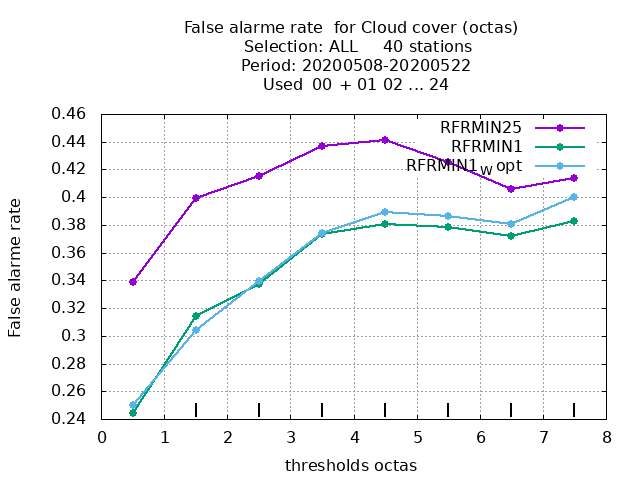 False alarme rate  for Cloud cover (octas)
Selection: ALL     40 stations
Period: 20200508-20200522
Used  00 + 01 02 ... 24
0.46
0.44
0.42
0.4
0.38
0.36
0.34
0.32
0.3
0.28
0.26
0.24
False alarme rate
RFRMIN25
RFRMIN1
RFRMIN1w opt
0 1 2 3 4 5 6 7 8
thresholds octas